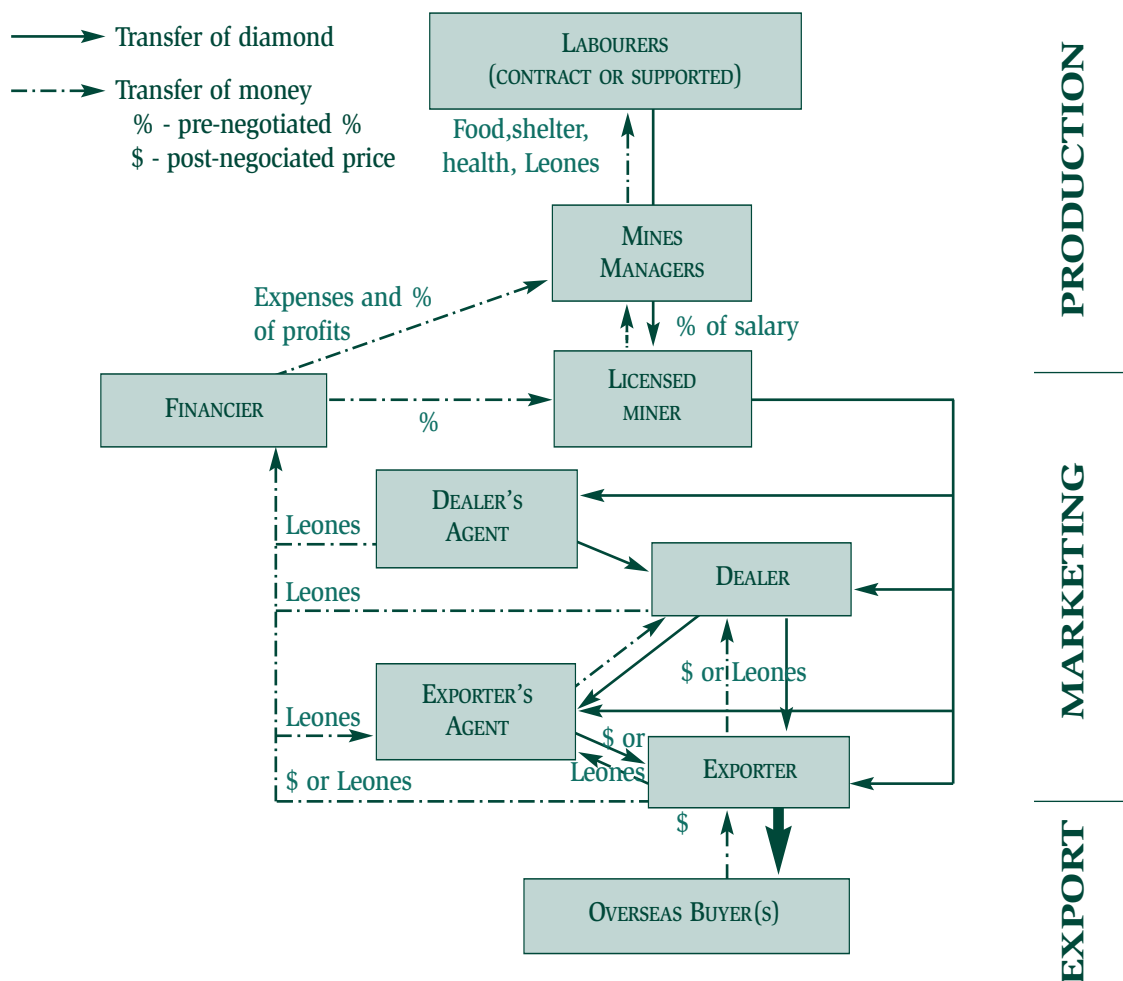 Transfer of diamond
Transfer of money
% - pre-negotiated %
$ - post-negociated price
LABOURERS
(CONTRACT OR SUPPORTED)
Food,shelter,
health, Leones
MINES
MANAGERS
Expenses and %
of profits
% of salary
LICENSED
MINER
FINANCIER
%
DEALER'S
AGENT
Leones
DEALER
Leones
$ or Leones
EXPORTER'S
AGENT
Leones
$ or
Leones
EXPORTER
$ or Leones
$
OVERSEAS BUYER(S)
PRODUCTION
MARKETING
EXPORT